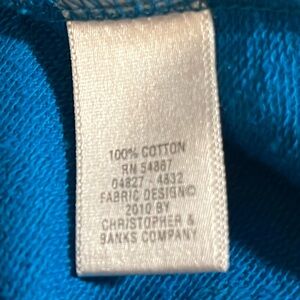 100% COTTON
RN 54867
04827 - 4832
FABRIC DESIGN©
2010 BY
CHRISTOPHER &
BANKS COMPANY